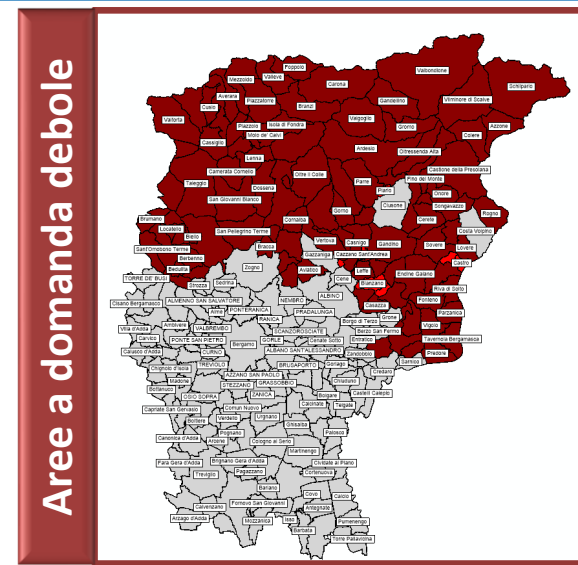 Aree a domanda debole
Foppolo
Valbondione
Mezzoldo
Valleve
Carona
Schilpario
Averara
Piazzatorre
Gandellino
Vilminore di Scalve
Cusio
Branzi
Valtorta
Valgoglio
Piazzolo
Isola di Fondra
Gromo
Azzone
Moio de' Calvi
Colere
Cassiglio
Ardesio
Oltressenda Alta
Lenna
Camerata Cornello
Oltre il Colle
Castione della Presolana
Taleggio
Dossena
Parre
Piario
Fino del Monte
Onore
San Giovanni Bianco
Clusone
Songavazzo
Rogno
Gorno
Brumano
Cornalba
Cerete
Locatello
San Pellegrino Terme
Costa Volpino
Blello
Vertova
Casnigo
Gandino
Sovere
Lovere
Sant'Omobono Terme
Bracca
Gazzaniga
Cazzano Sant'Andrea
Castro
Berbenno
Zogno
Aviatico
Leffe
Bedulita
Cene
Bianzano
Endine Gaiano
TORRE DE' BUSI
Strozza
Sedrina
Riva di Solto
Cisano Bergamasco
ALMENNO SAN SALVATORE
NEMBRO
ALBINO
Casazza
Fonteno
PONTERANICA
PRADALUNGA
Grone
Parzanica
RANICA
Borgo di Terzo
Vigolo
Villa d'Adda
Ambivere
VALBREMBO
SCANZOROSCIATE
Berzo San Fermo
Carvico
PONTE SAN PIETRO
Bergamo
GORLE
Cenate Sotto
Entratico
Tavernola Bergamasca
Calusco d'Adda
CURNO
ALBANO SANT'ALESSANDRO
Zandobbio
Predore
Chignolo d'Isola
TREVIOLO
BRUSAPORTO
Gorlago
Sarnico
Madone
AZZANO SAN PAOLO
Credaro
Bottanuco
STEZZANO
GRASSOBBIO
Chiuduno
OSIO SOPRA
ZANICA
Bolgare
Castelli Calepio
Capriate San Gervasio
Comun Nuovo
Calcinate
Telgate
Boltiere
Verdello
Urgnano
Ghisalba
Pognano
Palosco
Canonica d'Adda
Arcene
Cologno al Serio
Martinengo
Fara Gera d'Adda
Brignano Gera d'Adda
Cividate al Piano
Treviglio
Pagazzano
Cortenuova
Bariano
Covo
Calcio
Calvenzano
Fornovo San Giovanni
Antegnate
Arzago d'Adda
Mozzanica
Isso
Pumenengo
Barbata
Torre Pallavicina